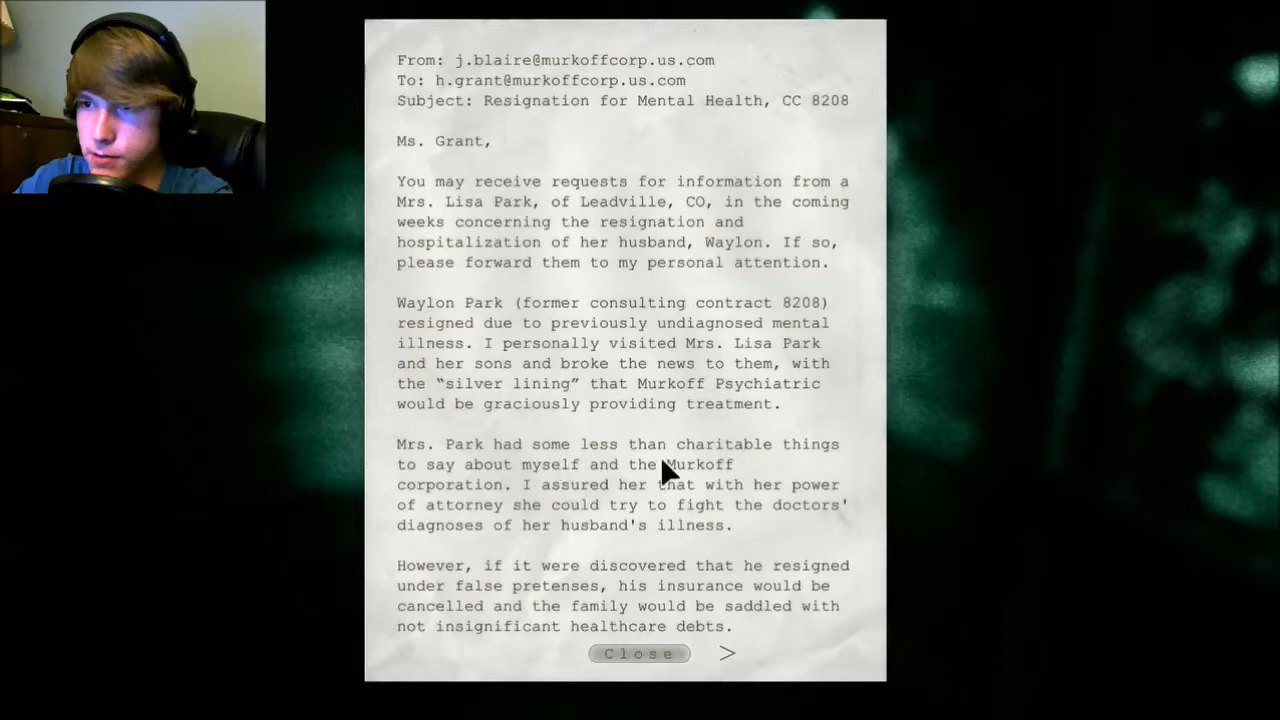 From: j.blaire@murkoffcorp.us.com
To: h.grant@murkoffcorp.us.com
Subject: Resignation for Mental Health, CC 8208
Ms. Grant,
You may receive requests for information from a
Mrs. Lisa Park, of Leadville, CO, in the coming
weeks concerning the resignation and
hospitalization of her husband, Waylon. If so,
please forward them to my personal attention.
Waylon Park (former consulting contract 8208)
resigned due to previously undiagnosed mental
illness. I personally visited Mrs. Lisa Park
and her sons and broke the news to them, with
the “silver lining” that Murkoff Psychiatric
would be graciously providing treatment.
Mrs. Park had some less than charitable things
to say about myself and the Murkoff
corporation. I assured her that with her power
of attorney she could try to fight the doctors'
diagnoses of her husband's illness.
However, if it were discovered that he resigned
under false pretenses, his insurance would be
cancelled and the family would be saddled with
not insignificant healthcare debts.
Close >